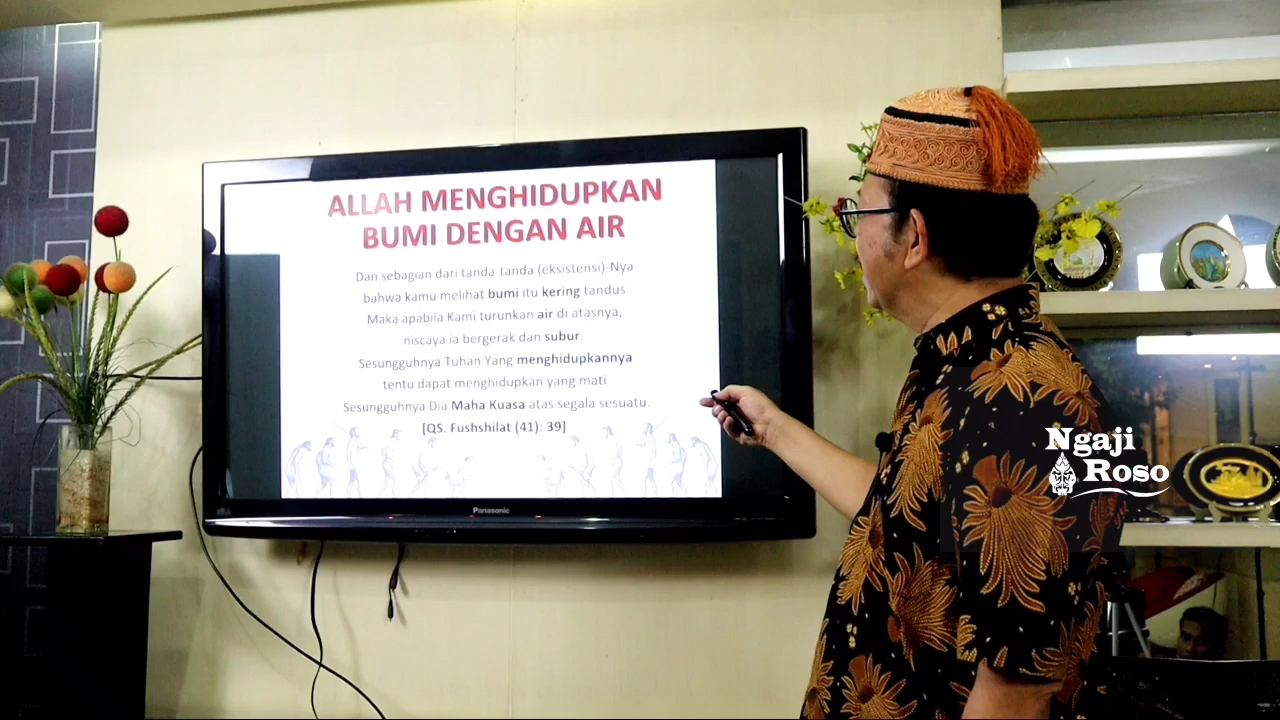 ALLAH MENGHIDUPKAN
BUMI DENGAN AIR
Dan sebagian dari tanda-tanda (eksistensi)-Nya
bahwa kamu melihat bumi itu kering tandus
Maka apabila Kami turunkan air di atasnya,
niscaya ia bergerak dan subur.
Sesungguhnya Tuhan Yang menghidupkannya
tentu dapat menghidupkan yang mati
Sesungguhnya Dia Maha Kuasa atas segala sesuatu.
[QS. Fushshilat (41): 39]
Panasonic
Ngaji
Roso